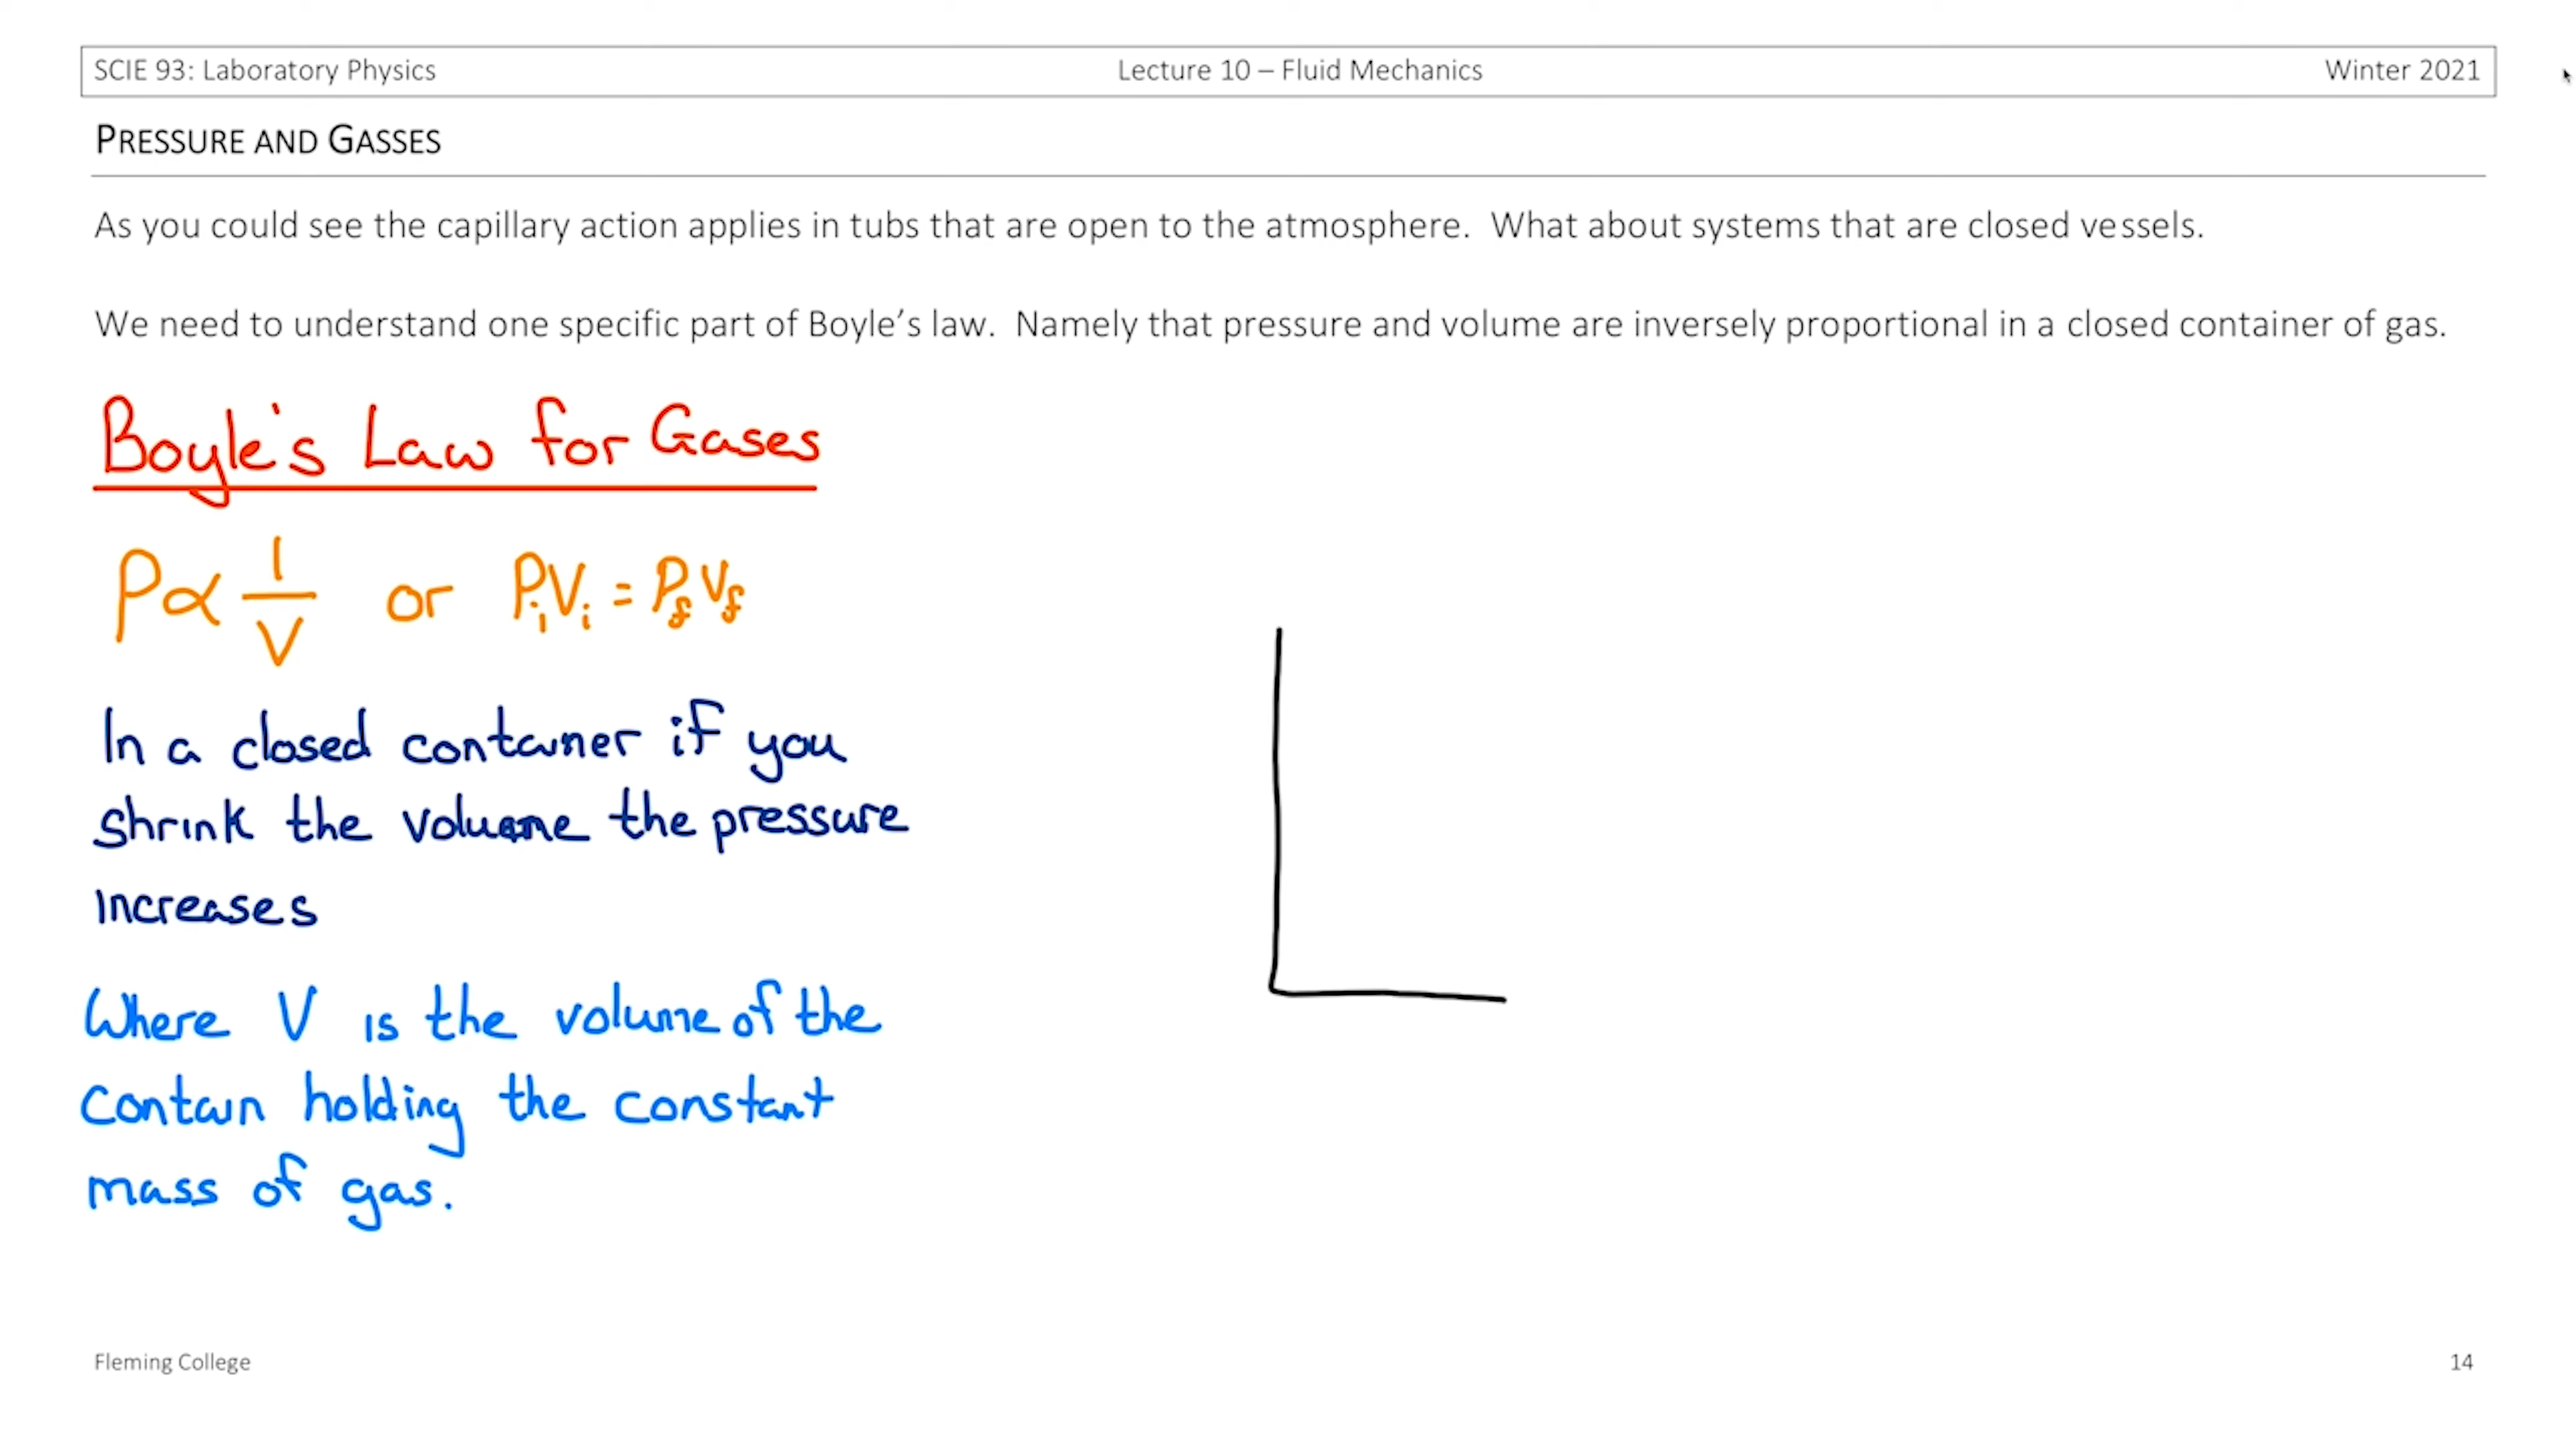 SCIE 93: Laboratory Physics Lecture 10 – Fluid Mechanics Winter 2021
PRESSURE AND GASSES
As you could see the capillary action applies in tubs that are open to the atmosphere. What about systems that are closed vessels.
We need to understand one specific part of Boyle's law. Namely that pressure and volume are inversely proportional in a closed container of gas.
Boyle's Law for Gases
P ∝ 1/V or PᵢVᵢ = P_f V_f
In a closed container if you
shrink the volume the pressure
increases
Where V is the volume of the
contain holding the constant
mass of gas.
Fleming College 14